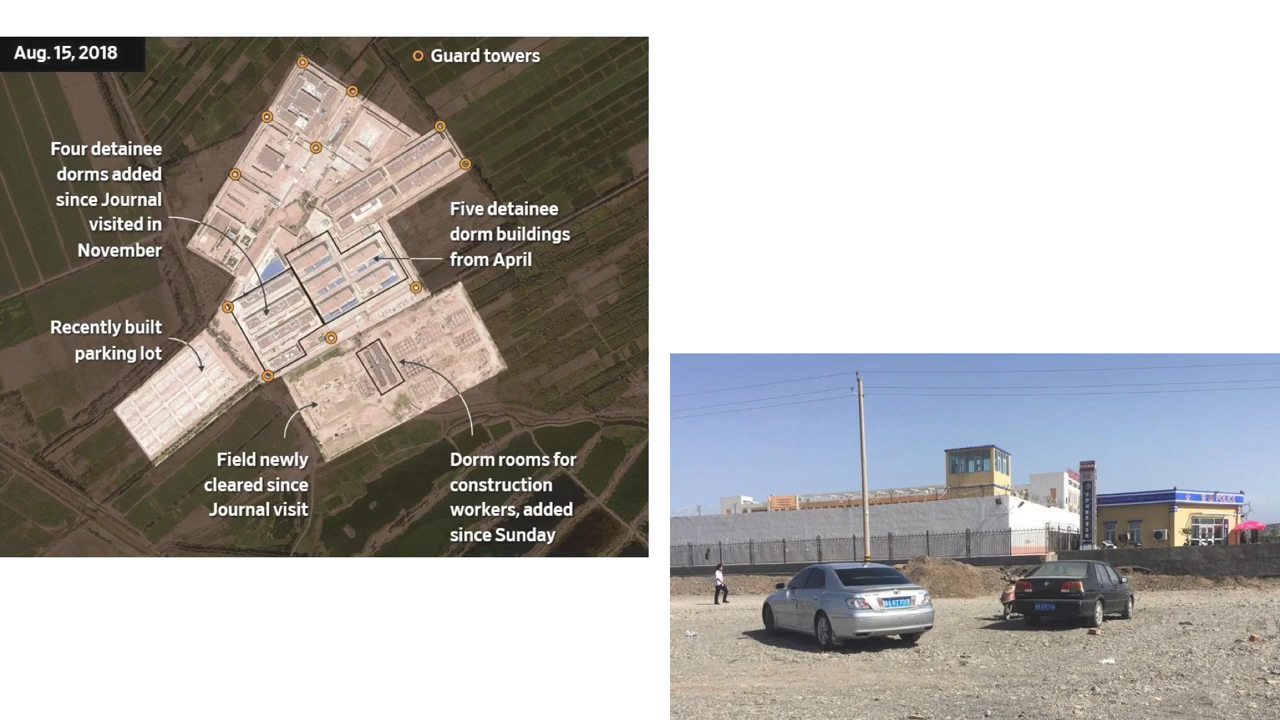 Aug. 15, 2018
Guard towers
Four detainee
dorms added
since Journal
visited in
November
Five detainee
dorm buildings
from April
Recently built
parking lot
Field newly
cleared since
Journal visit
Dorm rooms for
construction
workers, added
since Sunday
POLICE